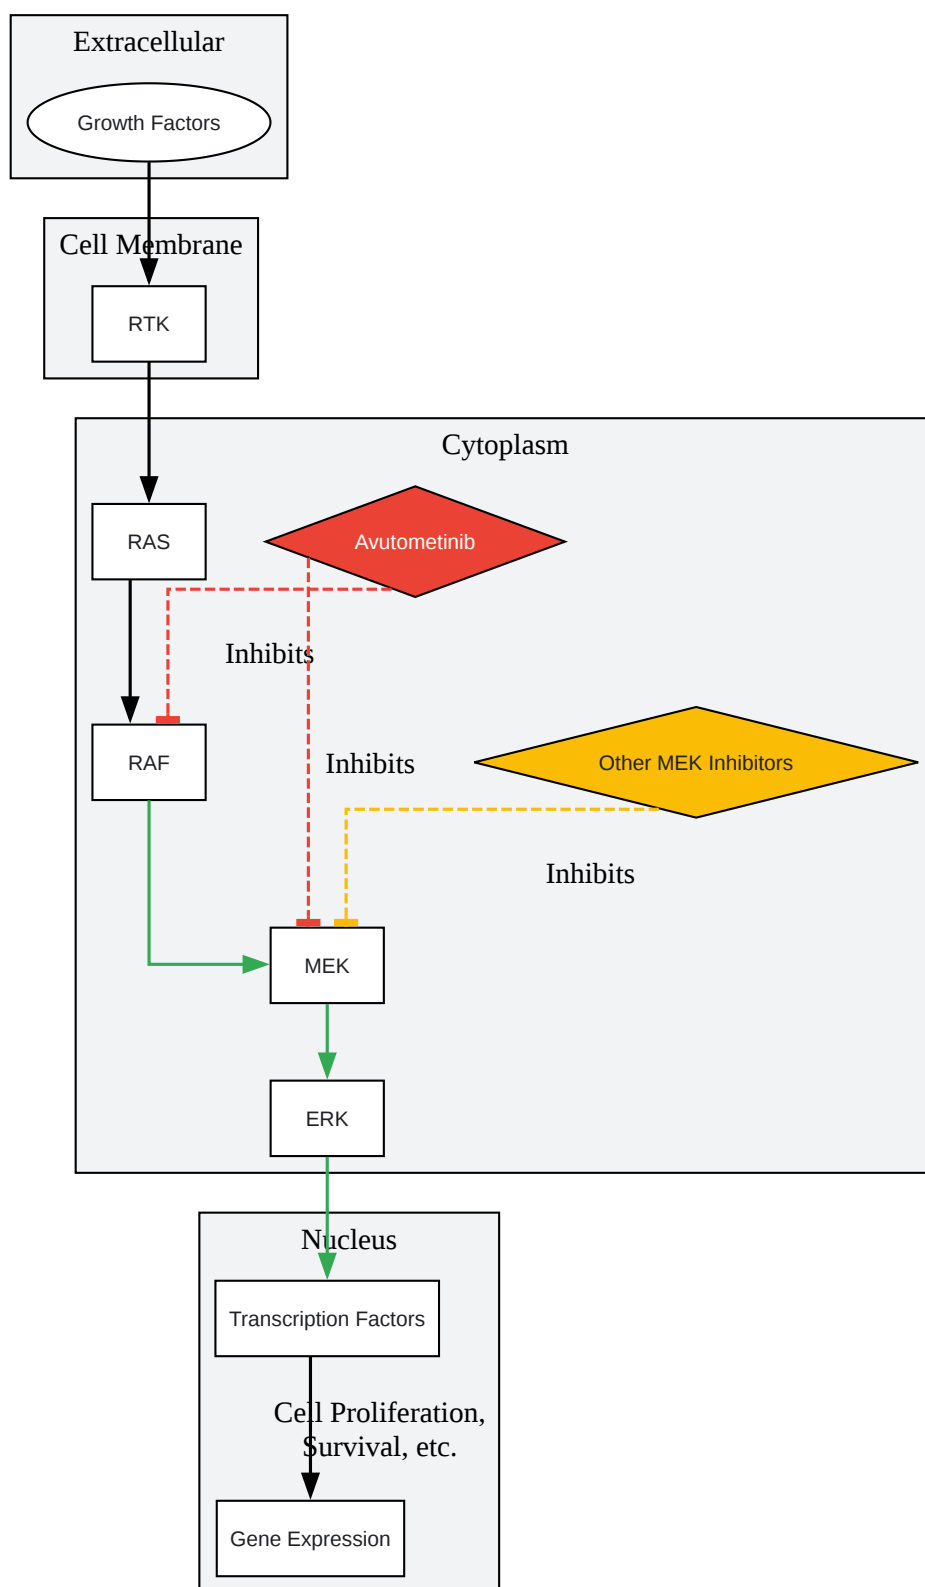 Extracellular
Growth Factors
Cell Membrane
RTK
Cytoplasm
RAS
Avutometinib
Inhibits
RAF
Inhibits
Other MEK Inhibitors
Inhibits
MEK
ERK
Nucleus
Transcription Factors
Cell Proliferation,
Survival, etc.
Gene Expression